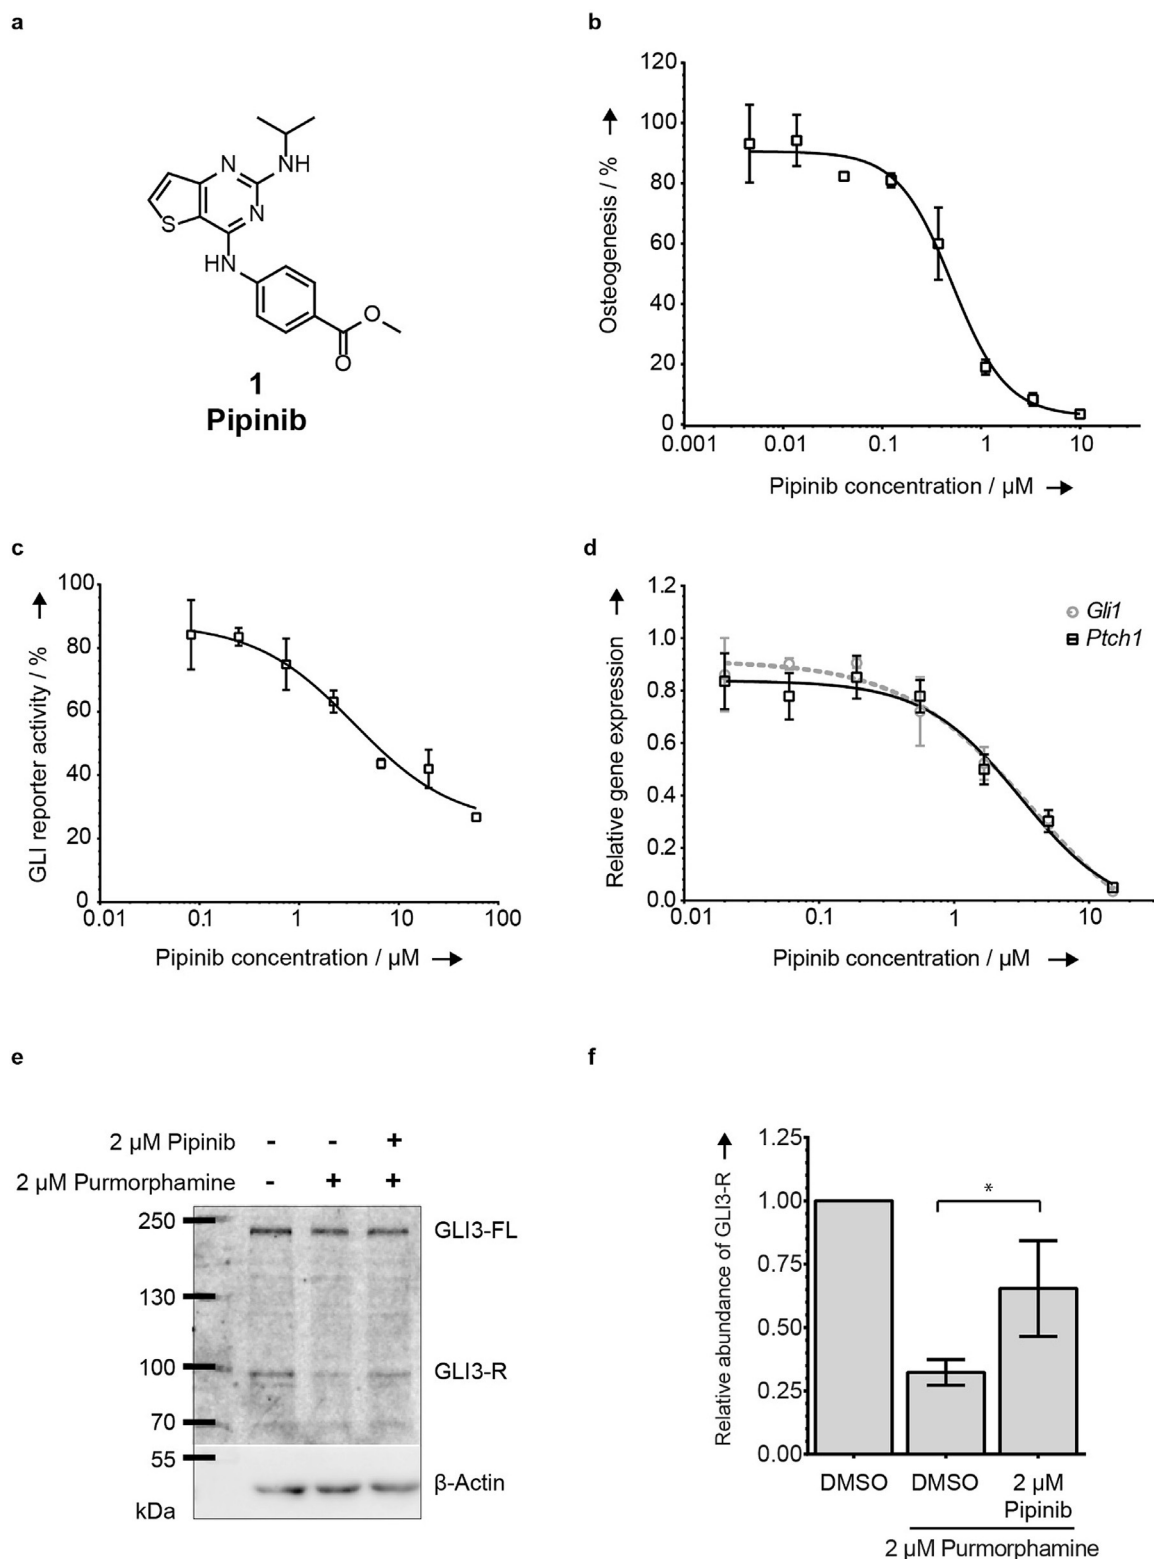 a
N
NH
N
S
HN
O
O
1
Pipinib
b
120
100
80
60
40
20
0
0.001 0.01 0.1 1 10
Osteogenesis / %
Pipinib concentration / µM
c
100
80
60
40
20
0
0.01 0.1 1 10 100
GLI reporter activity / %
Pipinib concentration / µM
d
1.2
1.0
0.8
0.6
0.4
0.2
0.0
0.01 0.1 1 10
Relative gene expression
Gli1
Ptch1
Pipinib concentration / µM
e
2 µM Pipinib - - +
2 µM Purmorphamine - + +
250
GLI3-FL
130
100
GLI3-R
70
55
β-Actin
kDa
f
1.25
1.00
0.75
0.50
0.25
0.00
Relative abundance of GLI3-R
*
DMSO DMSO 2 µM
Pipinib
2 µM Purmorphamine